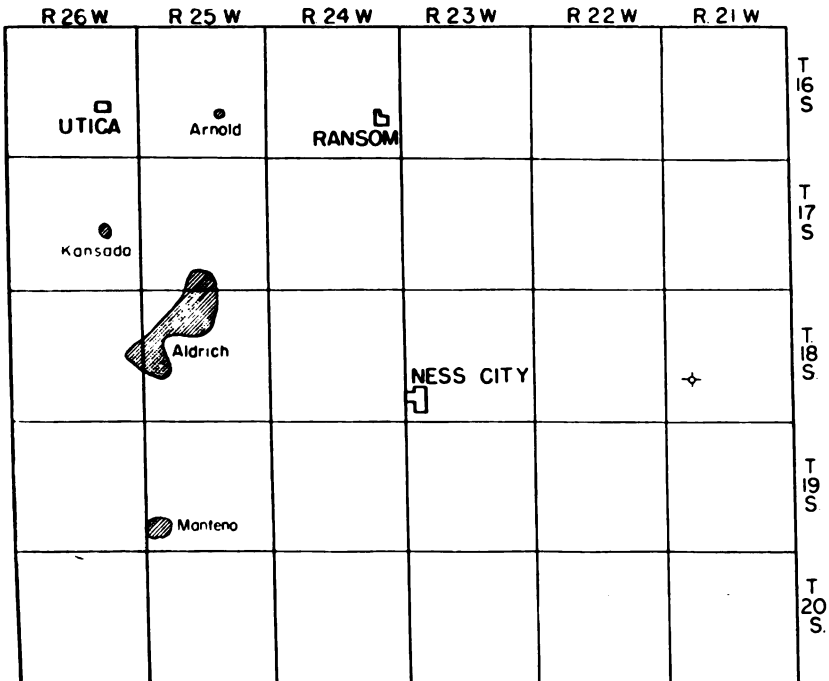 R 26 W. R 25 W R 24 W R 23 W R 22 W R. 21 W
T
16
S
UTICA Arnold RANSOM
T
17
S
Kansada
T.
18
S.
Aldrich
NESS CITY
T
19
S
Manteno
T
20
S.